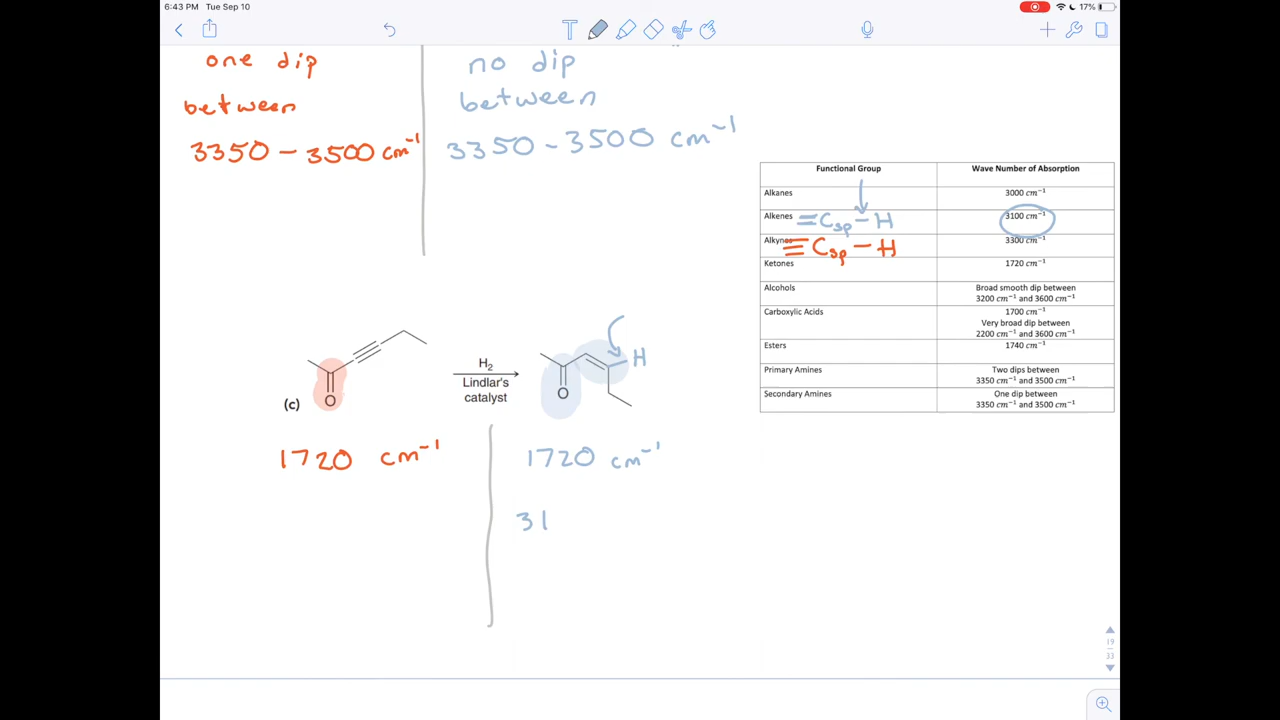 6:43 PM Tue Sep 10
17%
T
one dip
between
3350 - 3500 cm⁻¹
no dip
between
3350 - 3500 cm⁻¹
Functional Group Wave Number of Absorption
Alkanes 3000 cm⁻¹
Alkenes =Csp-H 3100 cm⁻¹
Alkynes ≡Csp-H 3300 cm⁻¹
Ketones 1720 cm⁻¹
Alcohols Broad smooth dip between
3200 cm⁻¹ and 3600 cm⁻¹
Carboxylic Acids 1700 cm⁻¹
Very broad dip between
2200 cm⁻¹ and 3600 cm⁻¹
Esters 1740 cm⁻¹
Primary Amines Two dips between
3350 cm⁻¹ and 3500 cm⁻¹
Secondary Amines One dip between
3350 cm⁻¹ and 3500 cm⁻¹
(c) O
H₂
Lindlar's
catalyst
O H
1720 cm⁻¹
1720 cm⁻¹
31
19
33